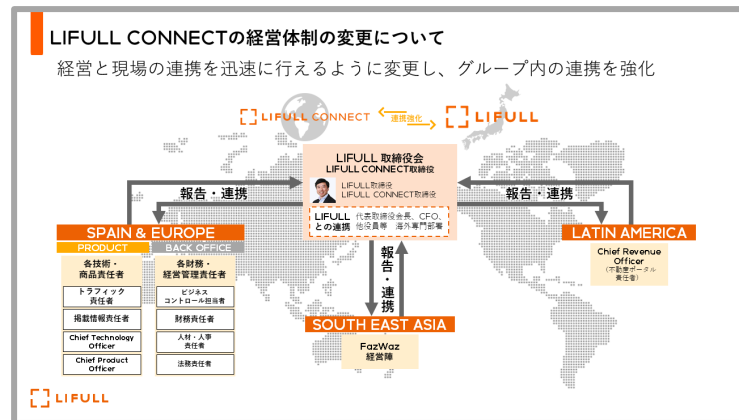 LIFULL CONNECTの経営体制の変更について
経営と現場の連携を迅速に行えるように変更し、グループ内の連携を強化
LIFULL CONNECT
連携強化
LIFULL
LIFULL 取締役会
LIFULL CONNECT取締役
LIFULL取締役
LIFULL CONNECT取締役
LIFULL
との連携
代表取締役会長、CFO、
他役員等　海外専門部署
報告・連携
報告・連携
報告・連携
SPAIN & EUROPE
PRODUCT
BACK OFFICE
各技術・
商品責任者
トラフィック
責任者
掲載情報責任者
Chief Technology
Officer
Chief Product
Officer
各財務・
経営管理責任者
ビジネス
コントロール担当者
財務責任者
人材・人事
責任者
法務責任者
SOUTH EAST ASIA
FazWaz
経営陣
LATIN AMERICA
Chief Revenue
Officer
（不動産ポータル
責任者）
LIFULL